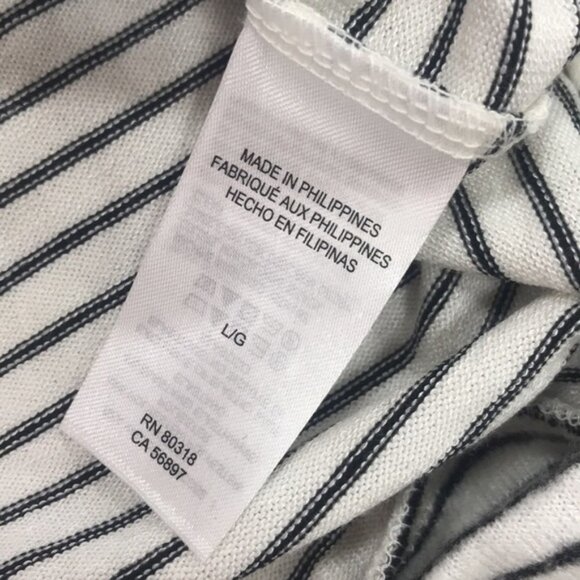 MADE IN PHILIPPINES
FABRIQUÉ AUX PHILIPPINES
HECHO EN FILIPINAS
L/G
RN 80318
CA 56897